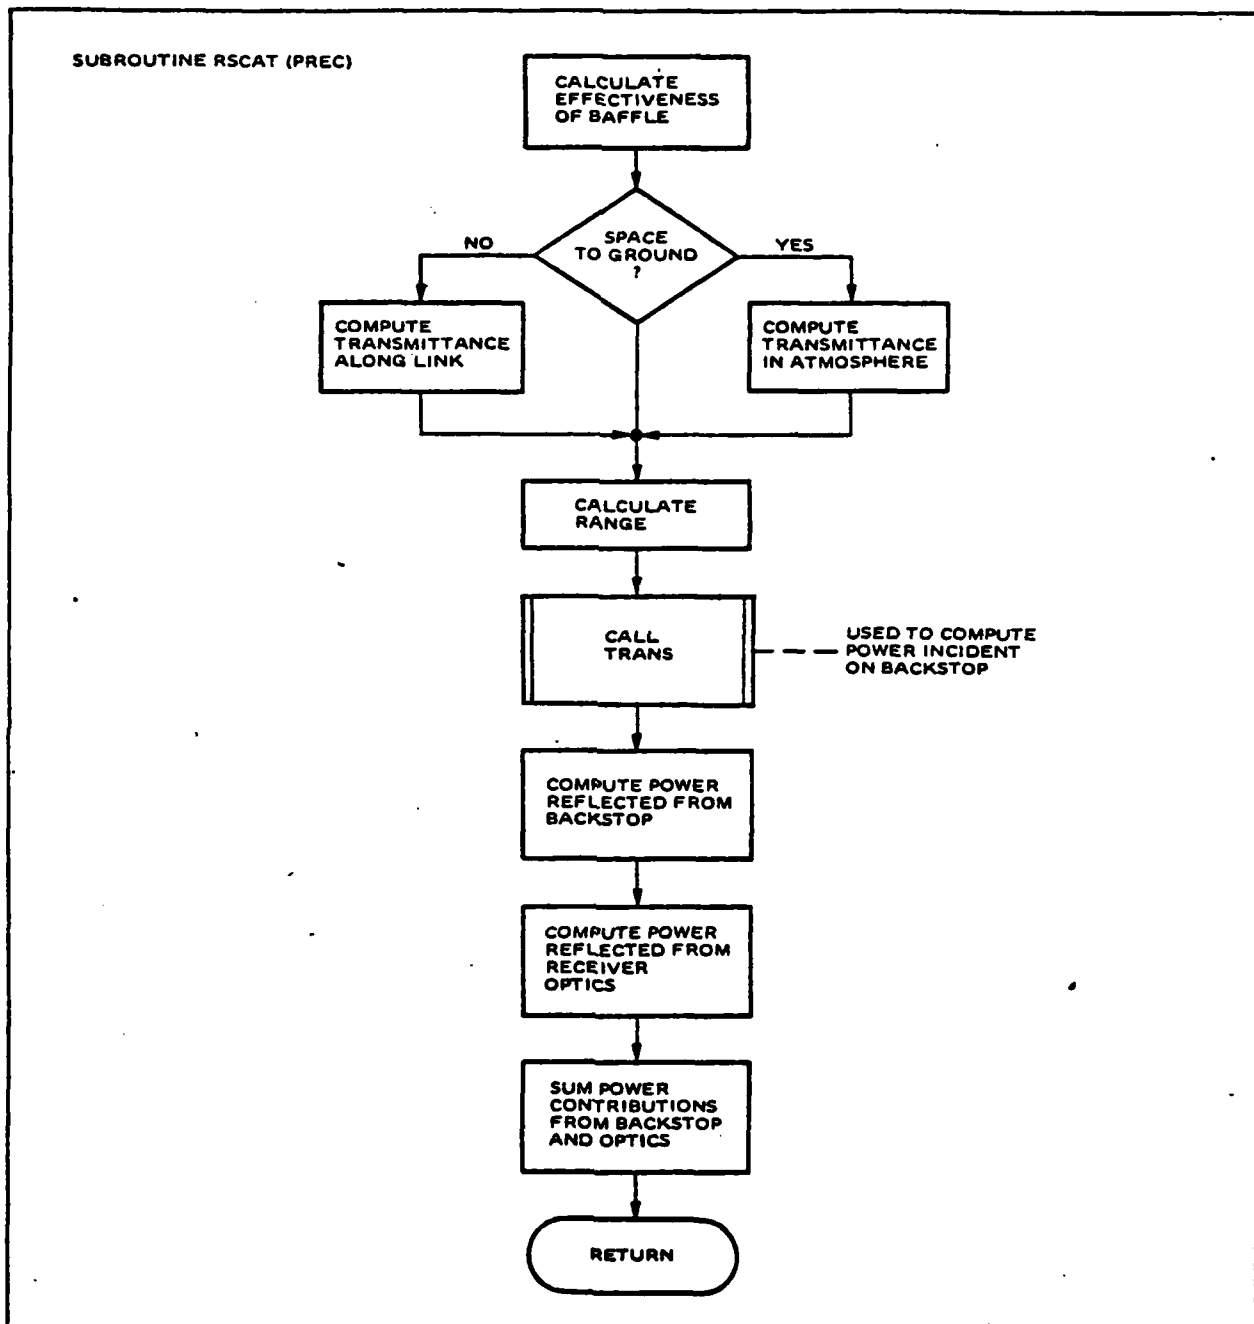 SUBROUTINE RSCAT (PREC)
CALCULATE
EFFECTIVENESS
OF BAFFLE
SPACE
TO GROUND
?
NO
YES
COMPUTE
TRANSMITTANCE
ALONG LINK
COMPUTE
TRANSMITTANCE
IN ATMOSPHERE
CALCULATE
RANGE
CALL
TRANS
USED TO COMPUTE
POWER INCIDENT
ON BACKSTOP
COMPUTE POWER
REFLECTED FROM
BACKSTOP
COMPUTE POWER
REFLECTED FROM
RECEIVER
OPTICS
SUM POWER
CONTRIBUTIONS
FROM BACKSTOP
AND OPTICS
RETURN